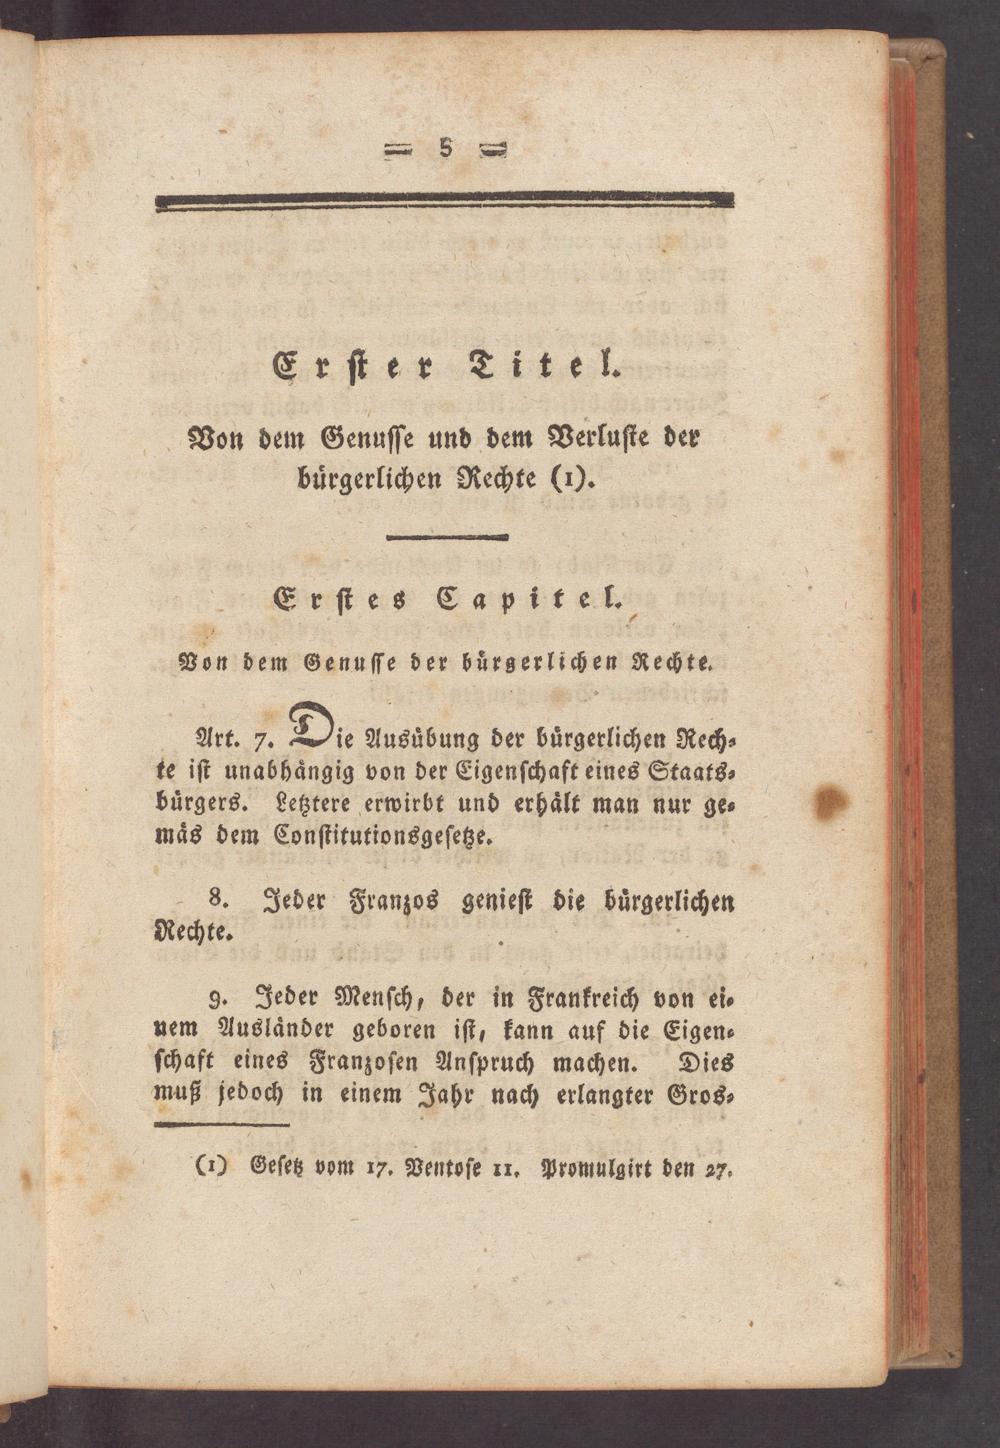 = 5 =
Erster Titel.
Von dem Genusse und dem Verluste der
bürgerlichen Rechte (1).
Erstes Capitel.
Von dem Genusse der bürgerlichen Rechte.
Art. 7. Die Ausübung der bürgerlichen Rech-
te ist unabhängig von der Eigenschaft eines Staats-
bürgers. Letztere erwirbt und erhält man nur ge-
mäs dem Constitutionsgesetze.
8. Jeder Franzos geniest die bürgerlichen
Rechte.
9. Jeder Mensch, der in Frankreich von ei-
nem Ausländer geboren ist, kann auf die Eigen-
schaft eines Franzosen Anspruch machen. Dies
muß jedoch in einem Jahr nach erlangter Gros-
(1) Gesetz vom 17. Ventose 11. Promulgirt den 27.